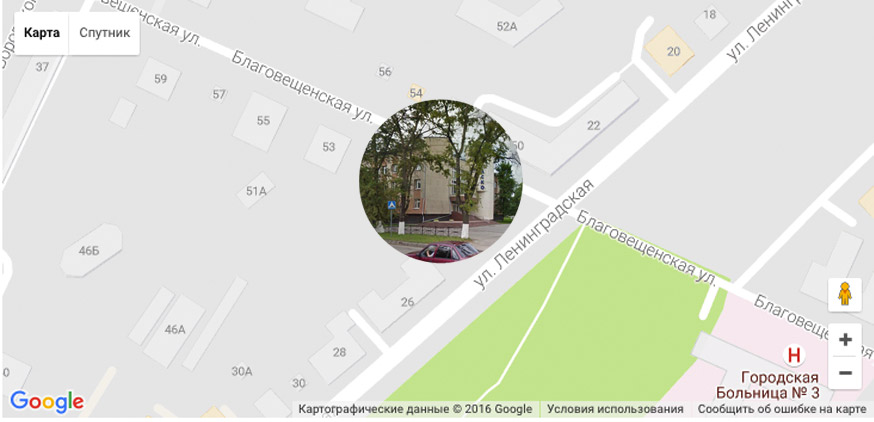 Карта
Спутник
вещенская ул.
Благовещенская ул.
ул. Ленинградская
ул. Ленингра
Благовещенская ул.
Благовещенская
37
59
57
55
53
51А
56
54
52А
18
20
22
50
46Б
46А
26
28
30
30А
Городская
Больница № 3
H
Google
Картографические данные © 2016 Google
Условия использования
Сообщить об ошибке на карте